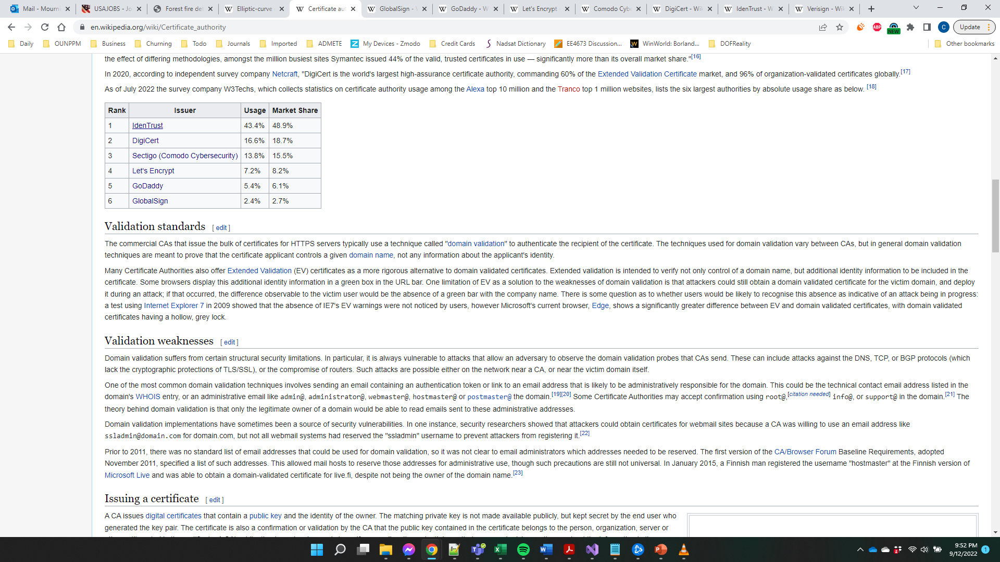 Mail - Mourn
USAJOBS - Jo
Forest fire det
Elliptic-curve
Certificate aut
GlobalSign - 
GoDaddy - W
Let's Encrypt -
Comodo Cybe
DigiCert - Wik
IdenTrust - W
Verisign - Wik
en.wikipedia.org/wiki/Certificate_authority
ABP
NEW
C
Update
Daily
OUNPPM
Business
Churning
Todo
Journals
Imported
ADMETE
My Devices - Zmodo
Credit Cards
Nadsat Dictionary
EE4673 Discussion...
WinWorld: Borland...
DOFReality
Other bookmarks
the effect of differing methodologies, amongst the million busiest sites Symantec issued 44% of the valid, trusted certificates in use — significantly more than its overall market share."[16]
In 2020, according to independent survey company Netcraft, "DigiCert is the world's largest high-assurance certificate authority, commanding 60% of the Extended Validation Certificate market, and 96% of organization-validated certificates globally.[17]
As of July 2022 the survey company W3Techs, which collects statistics on certificate authority usage among the Alexa top 10 million and the Tranco top 1 million websites, lists the six largest authorities by absolute usage share as below. [18]
Rank Issuer Usage Market Share
1 IdenTrust 43.4% 48.9%
2 DigiCert 16.6% 18.7%
3 Sectigo (Comodo Cybersecurity) 13.8% 15.5%
4 Let's Encrypt 7.2% 8.2%
5 GoDaddy 5.4% 6.1%
6 GlobalSign 2.4% 2.7%
Validation standards [ edit ]
The commercial CAs that issue the bulk of certificates for HTTPS servers typically use a technique called "domain validation" to authenticate the recipient of the certificate. The techniques used for domain validation vary between CAs, but in general domain validation
techniques are meant to prove that the certificate applicant controls a given domain name, not any information about the applicant's identity.
Many Certificate Authorities also offer Extended Validation (EV) certificates as a more rigorous alternative to domain validated certificates. Extended validation is intended to verify not only control of a domain name, but additional identity information to be included in the
certificate. Some browsers display this additional identity information in a green box in the URL bar. One limitation of EV as a solution to the weaknesses of domain validation is that attackers could still obtain a domain validated certificate for the victim domain, and deploy
it during an attack; if that occurred, the difference observable to the victim user would be the absence of a green bar with the company name. There is some question as to whether users would be likely to recognise this absence as indicative of an attack being in progress:
a test using Internet Explorer 7 in 2009 showed that the absence of IE7's EV warnings were not noticed by users, however Microsoft's current browser, Edge, shows a significantly greater difference between EV and domain validated certificates, with domain validated
certificates having a hollow, grey lock.
Validation weaknesses [ edit ]
Domain validation suffers from certain structural security limitations. In particular, it is always vulnerable to attacks that allow an adversary to observe the domain validation probes that CAs send. These can include attacks against the DNS, TCP, or BGP protocols (which
lack the cryptographic protections of TLS/SSL), or the compromise of routers. Such attacks are possible either on the network near a CA, or near the victim domain itself.
One of the most common domain validation techniques involves sending an email containing an authentication token or link to an email address that is likely to be administratively responsible for the domain. This could be the technical contact email address listed in the
domain's WHOIS entry, or an administrative email like admin@, administrator@, webmaster@, hostmaster@ or postmaster@ the domain.[19][20] Some Certificate Authorities may accept confirmation using root@,[citation needed] info@, or support@ in the domain.[21] The
theory behind domain validation is that only the legitimate owner of a domain would be able to read emails sent to these administrative addresses.
Domain validation implementations have sometimes been a source of security vulnerabilities. In one instance, security researchers showed that attackers could obtain certificates for webmail sites because a CA was willing to use an email address like
ssladmin@domain.com for domain.com, but not all webmail systems had reserved the "ssladmin" username to prevent attackers from registering it.[22]
Prior to 2011, there was no standard list of email addresses that could be used for domain validation, so it was not clear to email administrators which addresses needed to be reserved. The first version of the CA/Browser Forum Baseline Requirements, adopted
November 2011, specified a list of such addresses. This allowed mail hosts to reserve those addresses for administrative use, though such precautions are still not universal. In January 2015, a Finnish man registered the username "hostmaster" at the Finnish version of
Microsoft Live and was able to obtain a domain-validated certificate for live.fi, despite not being the owner of the domain name.[23]
Issuing a certificate [ edit ]
A CA issues digital certificates that contain a public key and the identity of the owner. The matching private key is not made available publicly, but kept secret by the end user who
generated the key pair. The certificate is also a confirmation or validation by the CA that the public key contained in the certificate belongs to the person, organization, server or
9:52 PM
9/12/2022
1